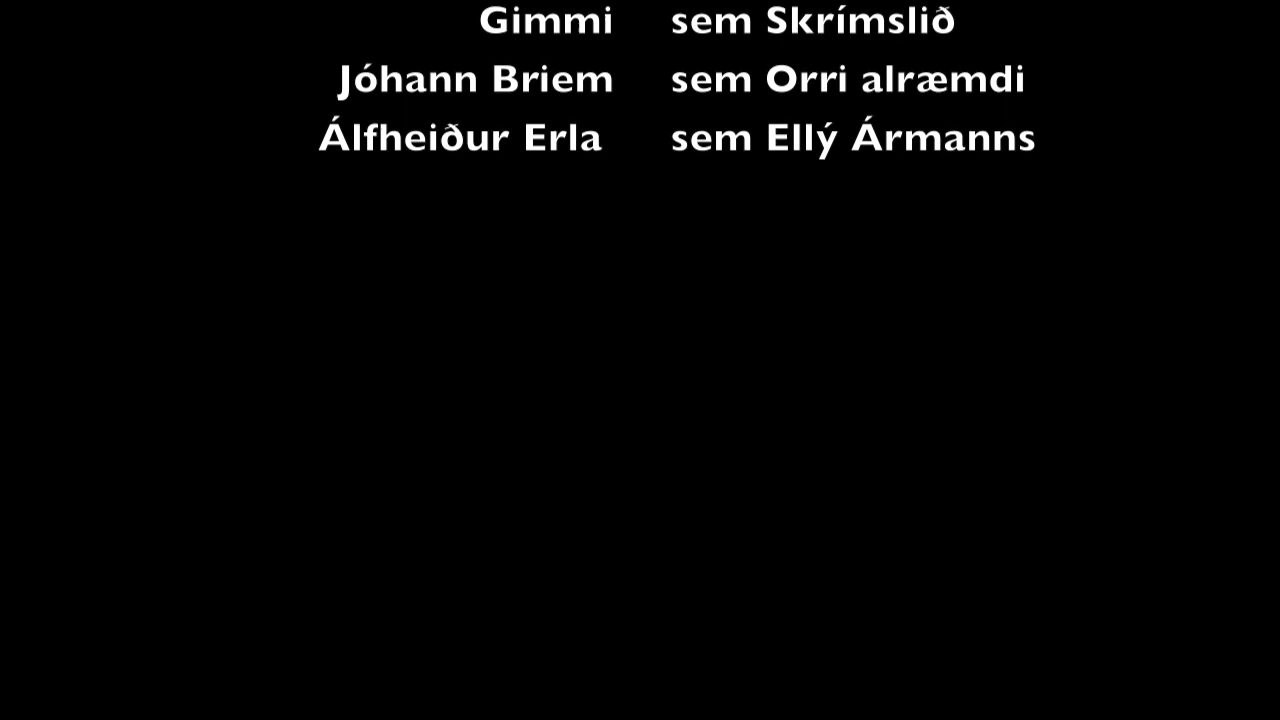 Gimmi sem Skrímslið
Jóhann Briem sem Orri alræmdi
Álfheiður Erla sem Ellý Ármanns